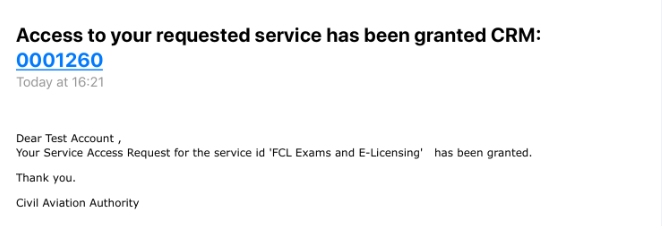 Access to your requested service has been granted CRM:
0001260
Today at 16:21
Dear Test Account ,
Your Service Access Request for the service id 'FCL Exams and E-Licensing'  has been granted.
Thank you.
Civil Aviation Authority